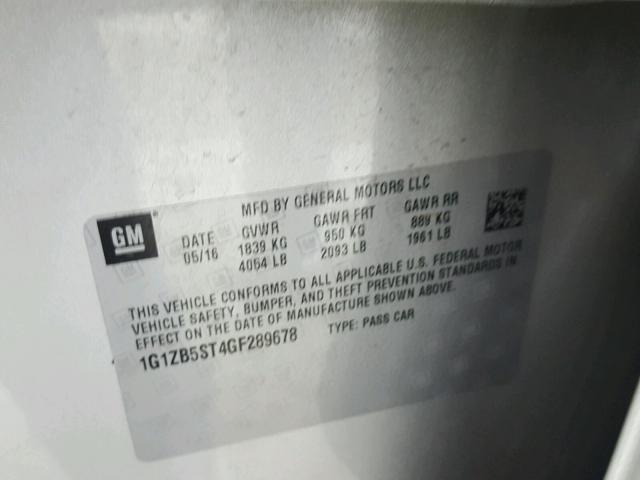 GM
MFD BY GENERAL MOTORS LLC
DATE GVWR GAWR FRT GAWR RR
05/16 1839 KG 950 KG 889 KG
4054 LB 2093 LB 1961 LB
THIS VEHICLE CONFORMS TO ALL APPLICABLE U.S. FEDERAL MOTOR
VEHICLE SAFETY, BUMPER, AND THEFT PREVENTION STANDARDS IN
EFFECT ON THE DATE OF MANUFACTURE SHOWN ABOVE.
1G1ZB5ST4GF289678 TYPE: PASS CAR